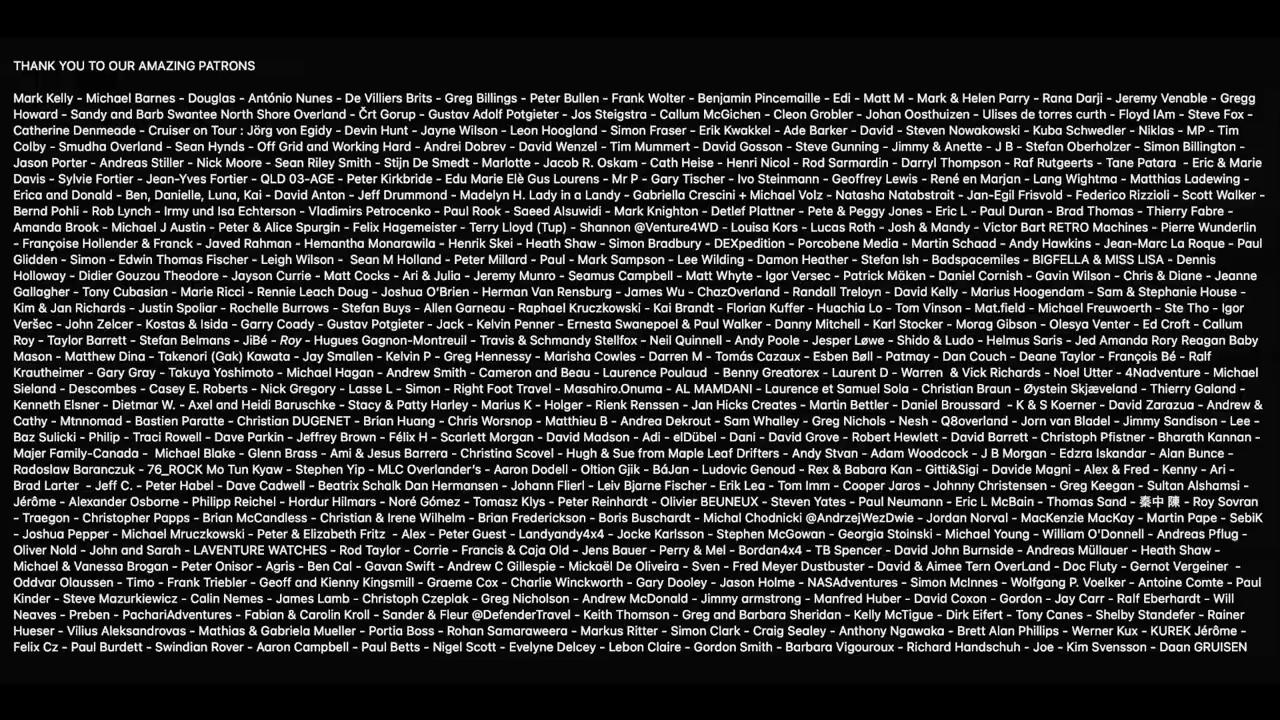 THANK YOU TO OUR AMAZING PATRONS
Mark Kelly - Michael Barnes - Douglas - António Nunes - De Villiers Brits - Greg Billings - Peter Bullen - Frank Wolter - Benjamin Pincemaille - Edi - Matt M - Mark & Helen Parry - Rana Darji - Jeremy Venable - Gregg
Howard - Sandy and Barb Swantee North Shore Overland - Črt Gorup - Gustav Adolf Potgieter - Jos Steigstra - Callum McGichen - Cleon Grobler - Johan Oosthuizen - Ulises de torres curth - Floyd IAm - Steve Fox -
Catherine Denmeade - Cruiser on Tour : Jörg von Egidy - Devin Hunt - Jayne Wilson - Leon Hoogland - Simon Fraser - Erik Kwakkel - Ade Barker - David - Steven Nowakowski - Kuba Schwedler - Niklas - MP - Tim
Colby - Smudha Overland - Sean Hynds - Off Grid and Working Hard - Andrei Dobrev - David Wenzel - Tim Mummert - David Gosson - Steve Gunning - Jimmy & Anette - J B - Stefan Oberholzer - Simon Billington -
Jason Porter - Andreas Stiller - Nick Moore - Sean Riley Smith - Stijn De Smedt - Marlotte - Jacob R. Oskam - Cath Heise - Henri Nicol - Rod Sarmardin - Darryl Thompson - Raf Rutgeerts - Tane Patara - Eric & Marie
Davis - Sylvie Fortier - Jean-Yves Fortier - QLD 03-AGE - Peter Kirkbride - Edu Marie Elè Gus Lourens - Mr P - Gary Tischer - Ivo Steinmann - Geoffrey Lewis - René en Marjan - Lang Wightma - Matthias Ladewing -
Erica and Donald - Ben, Danielle, Luna, Kai - David Anton - Jeff Drummond - Madelyn H. Lady in a Landy - Gabriella Crescini + Michael Volz - Natasha Natabstrait - Jan-Egil Frisvold - Federico Rizzioli - Scott Walker -
Bernd Pohli - Rob Lynch - Irmy und Isa Echterson - Vladimirs Petrocenko - Paul Rook - Saeed Alsuwidi - Mark Knighton - Detlef Plattner - Pete & Peggy Jones - Eric L - Paul Duran - Brad Thomas - Thierry Fabre -
Amanda Brook - Michael J Austin - Peter & Alice Spurgin - Felix Hagemeister - Terry Lloyd (Tup) - Shannon @Venture4WD - Louisa Kors - Lucas Roth - Josh & Mandy - Victor Bart RETRO Machines - Pierre Wunderlin
- Françoise Hollender & Franck - Javed Rahman - Hemantha Monarawila - Henrik Skei - Heath Shaw - Simon Bradbury - DEXpedition - Porcobene Media - Martin Schaad - Andy Hawkins - Jean-Marc La Roque - Paul
Glidden - Simon - Edwin Thomas Fischer - Leigh Wilson - Sean M Holland - Peter Millard - Paul - Mark Sampson - Lee Wilding - Damon Heather - Stefan Ish - Badspacemiles - BIGFELLA & MISS LISA - Dennis
Holloway - Didier Gouzou Theodore - Jayson Currie - Matt Cocks - Ari & Julia - Jeremy Munro - Seamus Campbell - Matt Whyte - Igor Versec - Patrick Mäken - Daniel Cornish - Gavin Wilson - Chris & Diane - Jeanne
Gallagher - Tony Cubasian - Marie Ricci - Rennie Leach Doug - Joshua O'Brien - Herman Van Rensburg - James Wu - ChazOverland - Randall Treloyn - David Kelly - Marius Hoogendam - Sam & Stephanie House -
Kim & Jan Richards - Justin Spoliar - Rochelle Burrows - Stefan Buys - Allen Garneau - Raphael Kruczkowski - Kai Brandt - Florian Kuffer - Huachia Lo - Tom Vinson - Mat.field - Michael Freuwoerth - Ste Tho - Igor
Veršec - John Zelcer - Kostas & Isida - Garry Coady - Gustav Potgieter - Jack - Kelvin Penner - Ernesta Swanepoel & Paul Walker - Danny Mitchell - Karl Stocker - Morag Gibson - Olesya Venter - Ed Croft - Callum
Roy - Taylor Barrett - Stefan Belmans - JiBé - Roy - Hugues Gagnon-Montreuil - Travis & Schmandy Stellfox - Neil Quinnell - Andy Poole - Jesper Løwe - Shido & Ludo - Helmus Saris - Jed Amanda Rory Reagan Baby
Mason - Matthew Dina - Takenori (Gak) Kawata - Jay Smallen - Kelvin P - Greg Hennessy - Marisha Cowles - Darren M - Tomás Cazaux - Esben Bøll - Patmay - Dan Couch - Deane Taylor - François Bé - Ralf
Krautheimer - Gary Gray - Takuya Yoshimoto - Michael Hagan - Andrew Smith - Cameron and Beau - Laurence Poulaud - Benny Greatorex - Laurent D - Warren & Vick Richards - Noel Utter - 4Nadventure - Michael
Sieland - Descombes - Casey E. Roberts - Nick Gregory - Lasse L - Simon - Right Foot Travel - Masahiro.Onuma - AL MAMDANI - Laurence et Samuel Sola - Christian Braun - Øystein Skjæveland - Thierry Galand -
Kenneth Elsner - Dietmar W. - Axel and Heidi Baruschke - Stacy & Patty Harley - Marius K - Holger - Rienk Renssen - Jan Hicks Creates - Martin Bettler - Daniel Broussard - K & S Koerner - David Zarazua - Andrew &
Cathy - Mtnnomad - Bastien Paratte - Christian DUGENET - Brian Huang - Chris Worsnop - Matthieu B - Andrea Dekrout - Sam Whalley - Greg Nichols - Nesh - Q8overland - Jorn van Bladel - Jimmy Sandison - Lee -
Baz Sulicki - Philip - Traci Rowell - Dave Parkin - Jeffrey Brown - Félix H - Scarlett Morgan - David Madson - Adi - elDübel - Dani - David Grove - Robert Hewlett - David Barrett - Christoph Pfistner - Bharath Kannan -
Majer Family-Canada - Michael Blake - Glenn Brass - Ami & Jesus Barrera - Christina Scovel - Hugh & Sue from Maple Leaf Drifters - Andy Stvan - Adam Woodcock - J B Morgan - Edzra Iskandar - Alan Bunce -
Radoslaw Baranczuk - 76_ROCK Mo Tun Kyaw - Stephen Yip - MLC Overlander's - Aaron Dodell - Oltion Gjik - BáJan - Ludovic Genoud - Rex & Babara Kan - Gitti&Sigi - Davide Magni - Alex & Fred - Kenny - Ari -
Brad Larter - Jeff C. - Peter Habel - Dave Cadwell - Beatrix Schalk Dan Hermansen - Johann Flierl - Leiv Bjarne Fischer - Erik Lea - Tom Imm - Cooper Jaros - Johnny Christensen - Greg Keegan - Sultan Alshamsi -
Jérôme - Alexander Osborne - Philipp Reichel - Hordur Hilmars - Noré Gómez - Tomasz Klys - Peter Reinhardt - Olivier BEUNEUX - Steven Yates - Paul Neumann - Eric L McBain - Thomas Sand - 秦中 陳 - Roy Sovran
- Traegon - Christopher Papps - Brian McCandless - Christian & Irene Wilhelm - Brian Frederickson - Boris Buschardt - Michal Chodnicki @AndrzejWezDwie - Jordan Norval - MacKenzie MacKay - Martin Pape - SebiK
- Joshua Pepper - Michael Mruczkowski - Peter & Elizabeth Fritz - Alex - Peter Guest - Landyandy4x4 - Jocke Karlsson - Stephen McGowan - Georgia Stoinski - Michael Young - William O'Donnell - Andreas Pflug -
Oliver Nold - John and Sarah - LAVENTURE WATCHES - Rod Taylor - Corrie - Francis & Caja Old - Jens Bauer - Perry & Mel - Bordan4x4 - TB Spencer - David John Burnside - Andreas Müllauer - Heath Shaw -
Michael & Vanessa Brogan - Peter Onisor - Agris - Ben Cal - Gavan Swift - Andrew C Gillespie - Mickaël De Oliveira - Sven - Fred Meyer Dustbuster - David & Aimee Tern OverLand - Doc Fluty - Gernot Vergeiner -
Oddvar Olaussen - Timo - Frank Triebler - Geoff and Kienny Kingsmill - Graeme Cox - Charlie Winckworth - Gary Dooley - Jason Holme - NASAdventures - Simon McInnes - Wolfgang P. Voelker - Antoine Comte - Paul
Kinder - Steve Mazurkiewicz - Calin Nemes - James Lamb - Christoph Czeplak - Greg Nicholson - Andrew McDonald - Jimmy armstrong - Manfred Huber - David Coxon - Gordon - Jay Carr - Ralf Eberhardt - Will
Neaves - Preben - PachariAdventures - Fabian & Carolin Kroll - Sander & Fleur @DefenderTravel - Keith Thomson - Greg and Barbara Sheridan - Kelly McTigue - Dirk Eifert - Tony Canes - Shelby Standefer - Rainer
Hueser - Vilius Aleksandrovas - Mathias & Gabriela Mueller - Portia Boss - Rohan Samaraweera - Markus Ritter - Simon Clark - Craig Sealey - Anthony Ngawaka - Brett Alan Phillips - Werner Kux - KUREK Jérôme -
Felix Cz - Paul Burdett - Swindian Rover - Aaron Campbell - Paul Betts - Nigel Scott - Evelyne Delcey - Lebon Claire - Gordon Smith - Barbara Vigouroux - Richard Handschuh - Joe - Kim Svensson - Daan GRUISEN